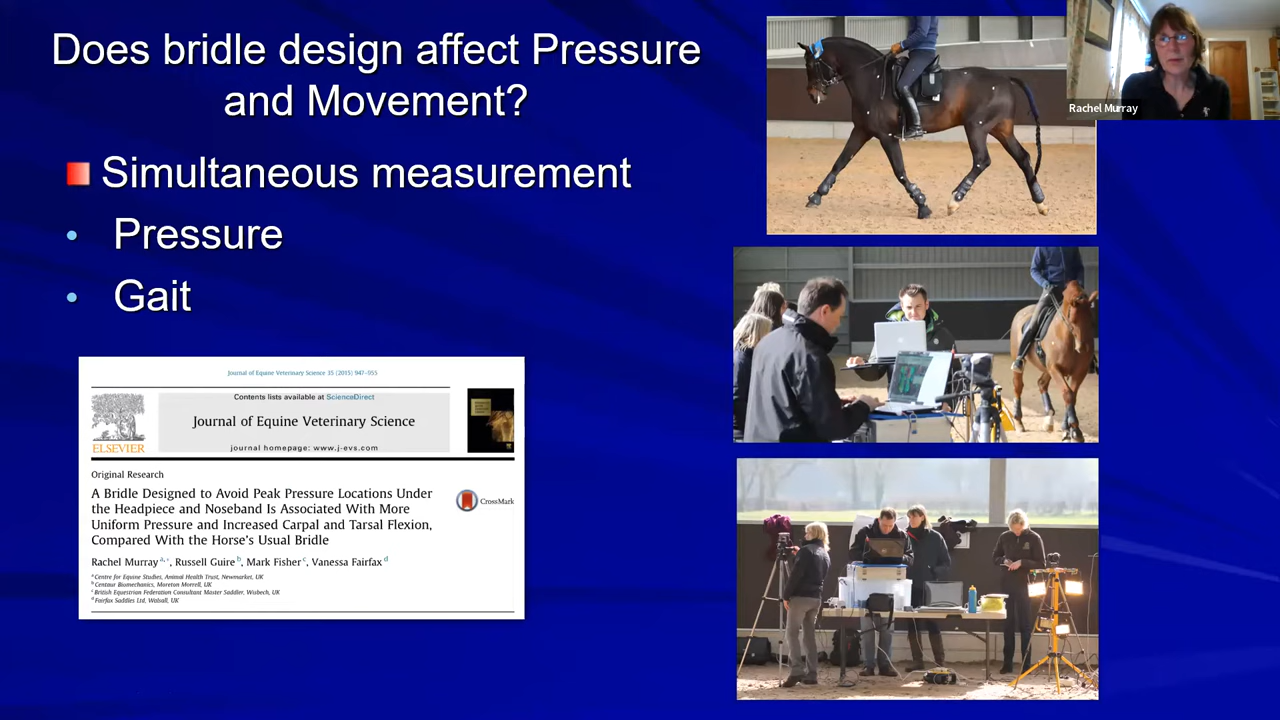 Does bridle design affect Pressure
and Movement?
Simultaneous measurement
Pressure
Gait
Rachel Murray
Journal of Equine Veterinary Science 35 (2015) 947–955
Contents lists available at ScienceDirect
Journal of Equine Veterinary Science
journal homepage: www.j-evs.com
ELSEVIER
Original Research
A Bridle Designed to Avoid Peak Pressure Locations Under
the Headpiece and Noseband Is Associated With More
Uniform Pressure and Increased Carpal and Tarsal Flexion,
Compared With the Horse's Usual Bridle
CrossMark
Rachel Murray a,*, Russell Guire b, Mark Fisher c, Vanessa Fairfax d
a Centre for Equine Studies, Animal Health Trust, Newmarket, UK
b Centaur Biomechanics, Moreton Morrell, UK
c British Equestrian Federation Consultant Master Saddler, Wisbech, UK
d Fairfax Saddles Ltd, Walsall, UK